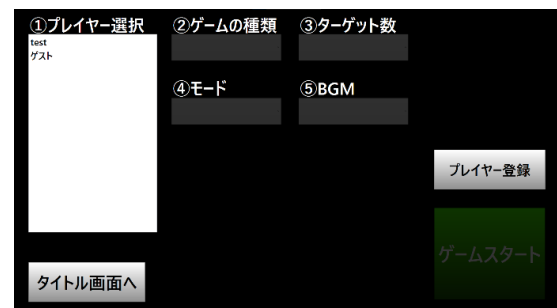 ①プレイヤー選択 ②ゲームの種類 ③ターゲット数
test
ゲスト
④モード ⑤BGM
プレイヤー登録
ゲームスタート
タイトル画面へ